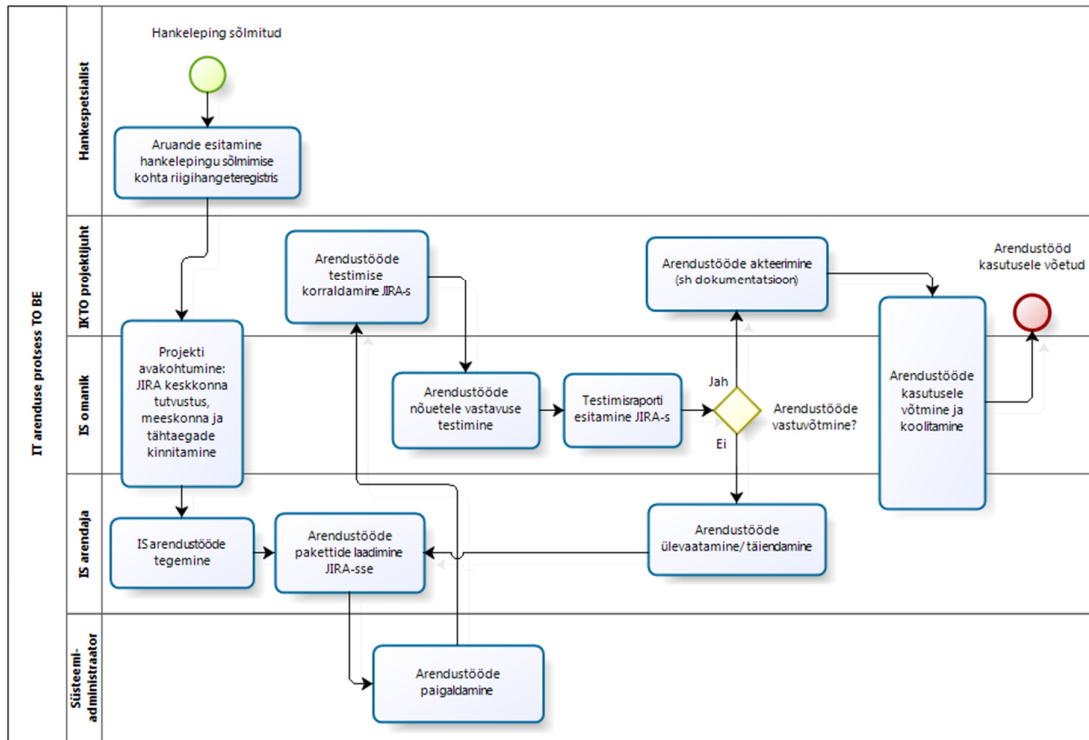 IT arenduse protsess TO BE
Hankespetsialist
Hankeleping sõlmitud
Aruande esitamine
hankelepingu sõlmimise
kohta riigihangeteregistris
IKTO projektijuht
Arendustööde
testimise
korraldamine JIRA-s
Arendustööde akteerimine
(sh dokumentatsioon)
Arendustööd
kasutusele võetud
IS omanik
Projekti
avakohtumine:
JIRA keskkonna
tutvustus,
meeskonna ja
tähtaegade
kinnitamine
Arendustööde
nõuetele vastavuse
testimine
Testimisraporti
esitamine JIRA-s
Jah
Ei
Arendustööde
vastuvõtmine?
Arendustööde
kasutusele
võtmine ja
koolitamine
IS arendaja
IS arendustööde
tegemine
Arendustööde
pakettide laadimine
JIRA-sse
Arendustööde
ülevaatamine/ täiendamine
Süsteemi-
administraator
Arendustööde
paigaldamine